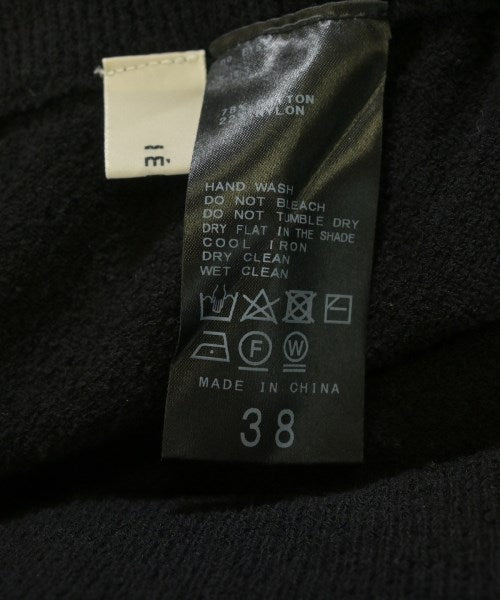 HAND WASH
DO NOT BLEACH
DO NOT TUMBLE DRY
DRY FLAT IN THE SHADE
COOL IRON
DRY CLEAN
WET CLEAN
F W
MADE IN CHINA
38